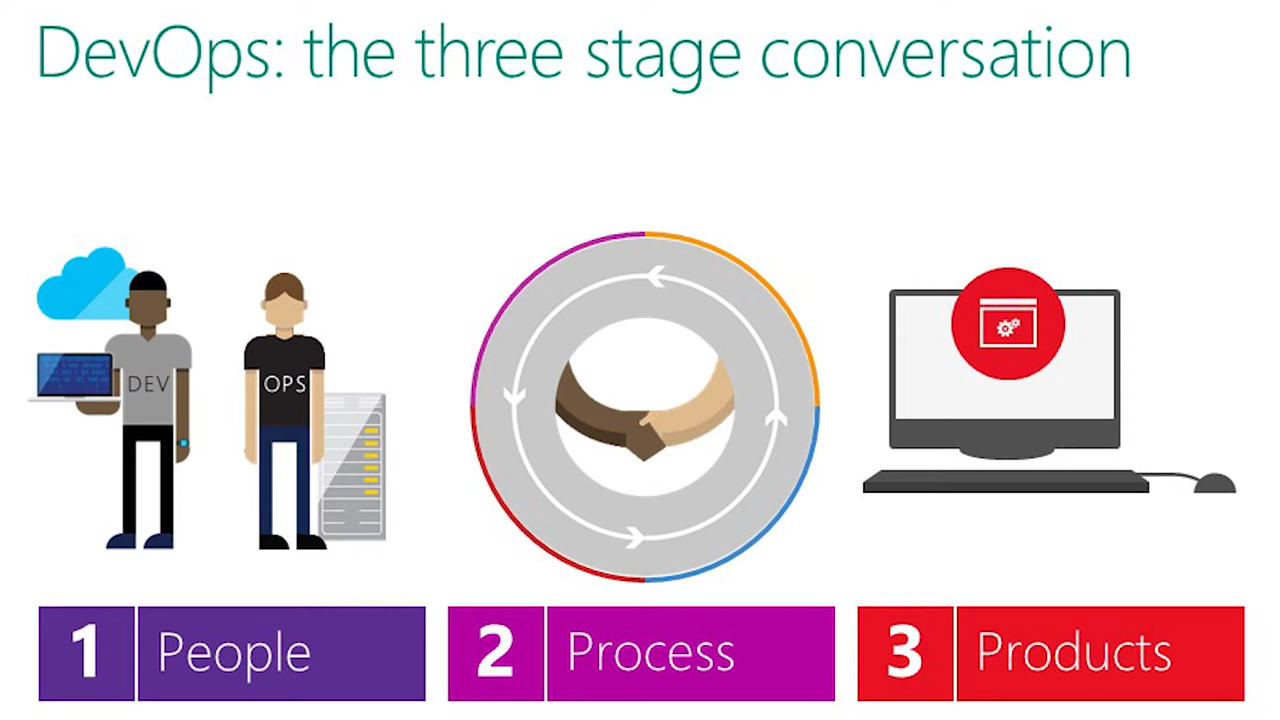 DevOps: the three stage conversation
DEV
OPS
1 People
2 Process
3 Products